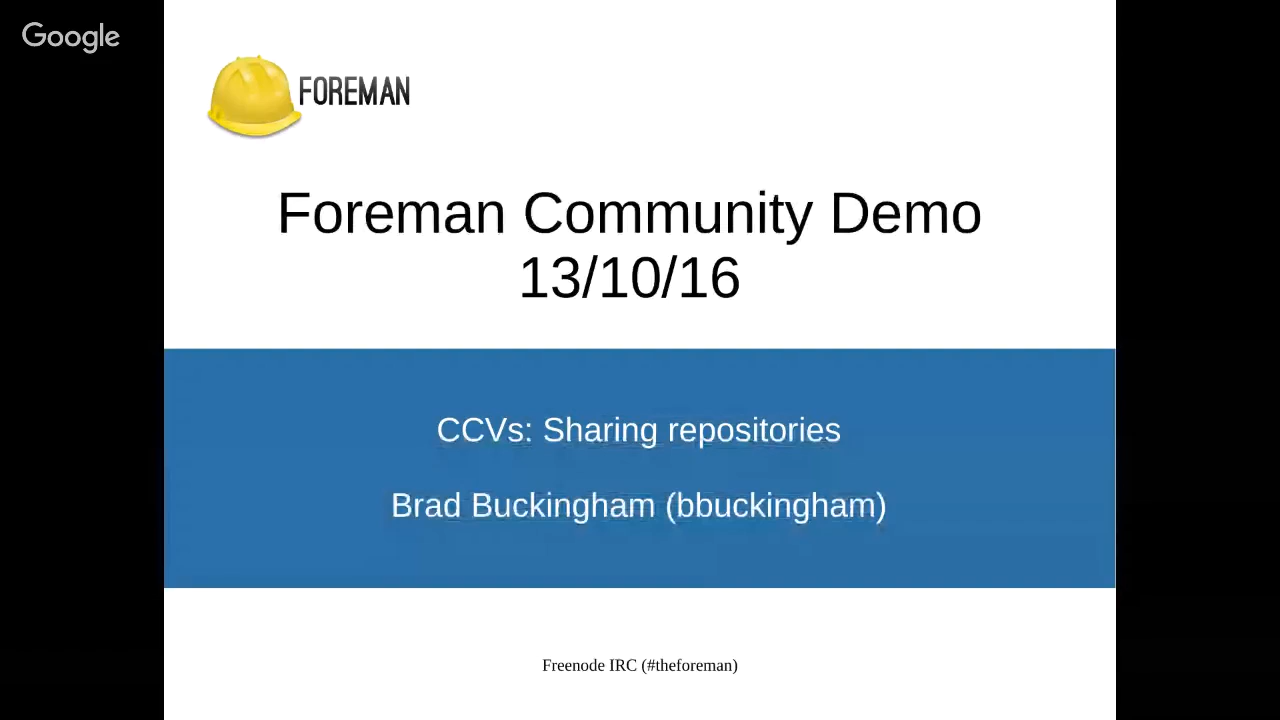 Google
FOREMAN
Foreman Community Demo
13/10/16
CCVs: Sharing repositories
Brad Buckingham (bbuckingham)
Freenode IRC (#theforeman)